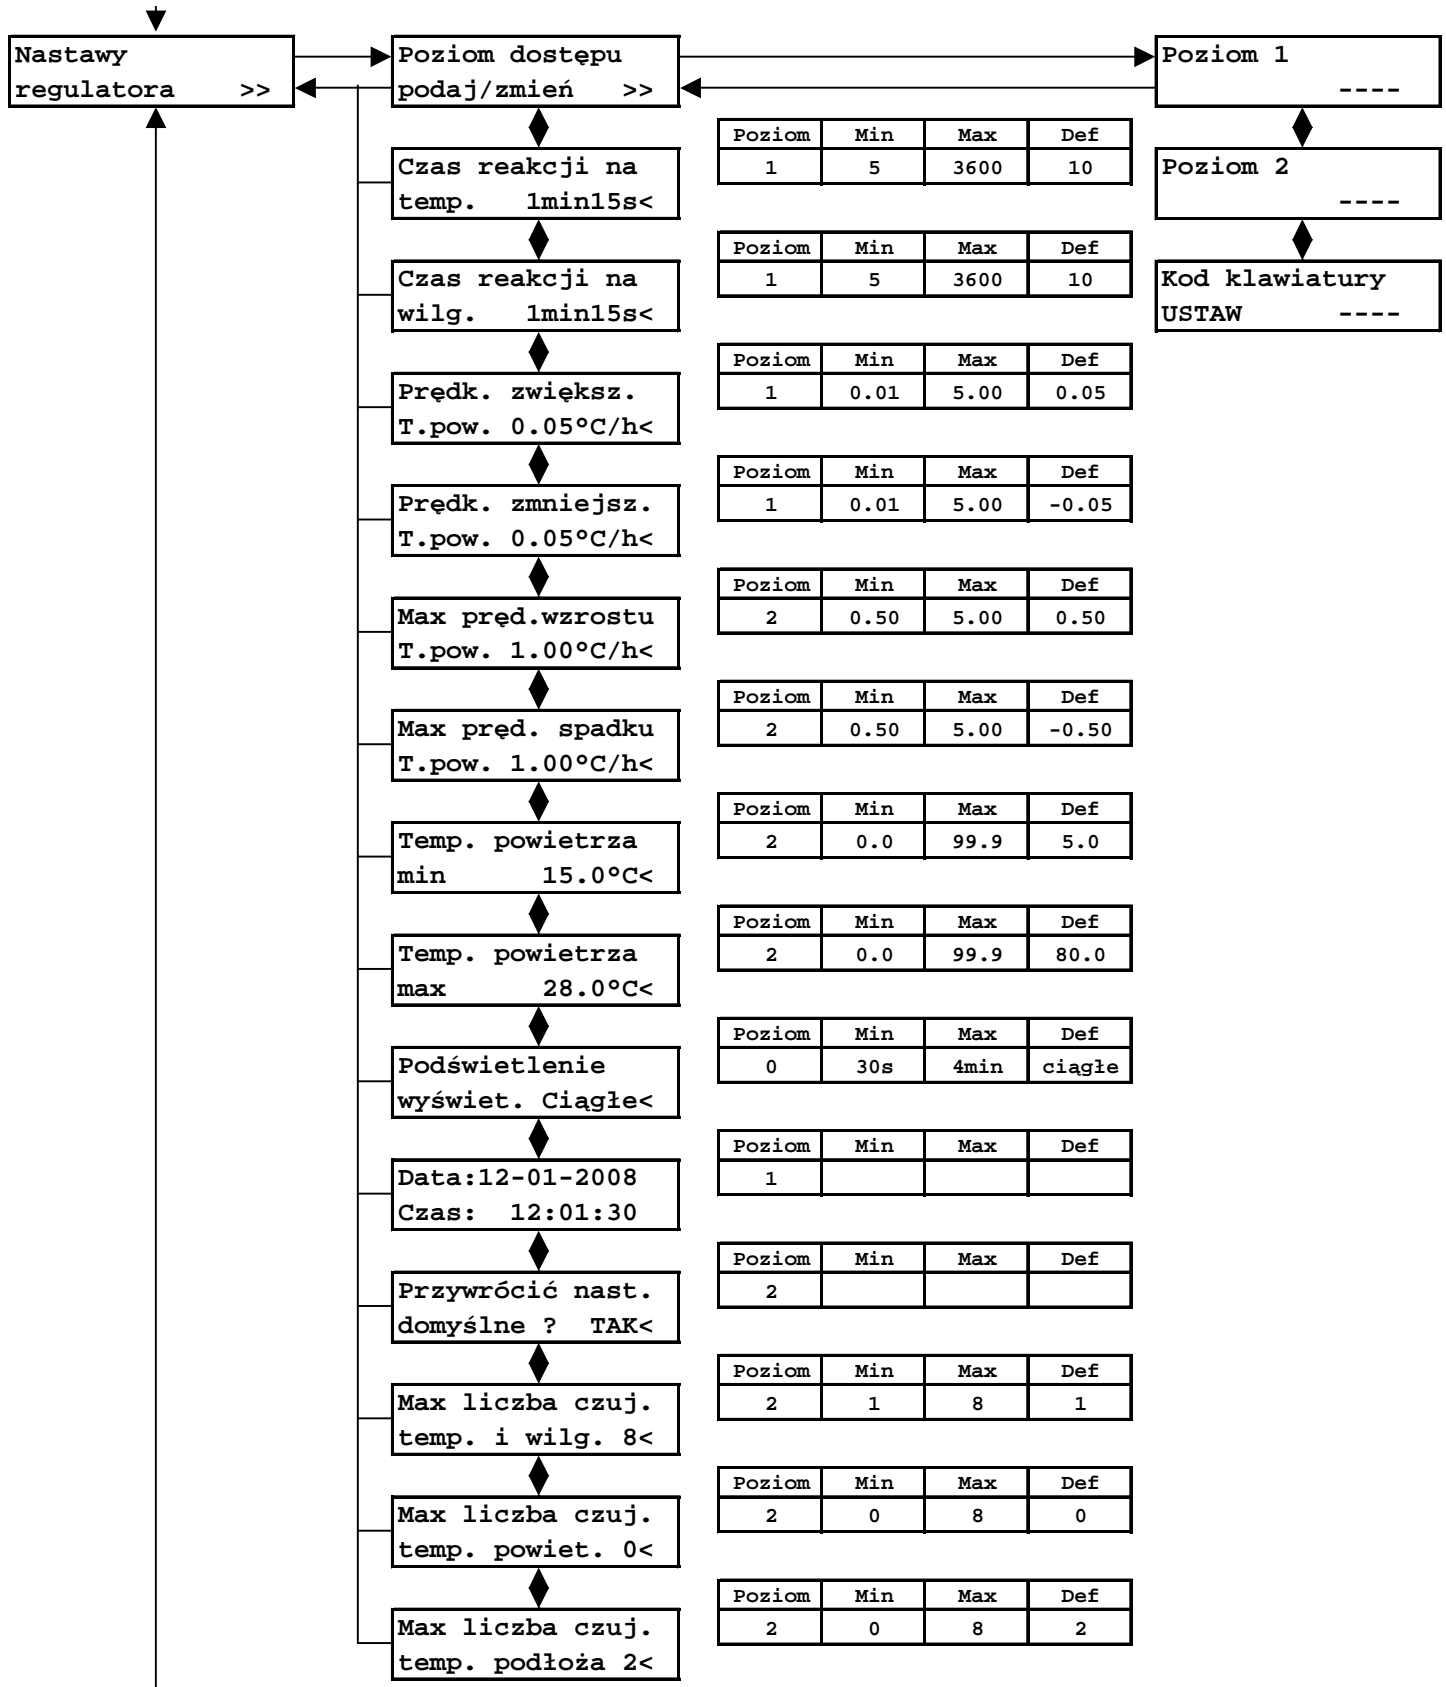 Nastawy
regulatora >>
Poziom dostępu
podaj/zmień >>
Poziom 1
----
Poziom Min Max Def
1 5 3600 10
Czas reakcji na
temp. 1min15s<
Poziom 2
----
Poziom Min Max Def
1 5 3600 10
Czas reakcji na
wilg. 1min15s<
Kod klawiatury
USTAW ----
Poziom Min Max Def
1 0.01 5.00 0.05
Prędk. zwiększ.
T.pow. 0.05°C/h<
Poziom Min Max Def
1 0.01 5.00 -0.05
Prędk. zmniejsz.
T.pow. 0.05°C/h<
Poziom Min Max Def
2 0.50 5.00 0.50
Max pręd.wzrostu
T.pow. 1.00°C/h<
Poziom Min Max Def
2 0.50 5.00 -0.50
Max pręd. spadku
T.pow. 1.00°C/h<
Poziom Min Max Def
2 0.0 99.9 5.0
Temp. powietrza
min 15.0°C<
Poziom Min Max Def
2 0.0 99.9 80.0
Temp. powietrza
max 28.0°C<
Poziom Min Max Def
0 30s 4min ciągłe
Podświetlenie
wyświet. Ciągłe<
Poziom Min Max Def
1
Data:12-01-2008
Czas: 12:01:30
Poziom Min Max Def
2
Przywrócić nast.
domyślne ? TAK<
Poziom Min Max Def
2 1 8 1
Max liczba czuj.
temp. i wilg. 8<
Poziom Min Max Def
2 0 8 0
Max liczba czuj.
temp. powiet. 0<
Poziom Min Max Def
2 0 8 2
Max liczba czuj.
temp. podłoża 2<